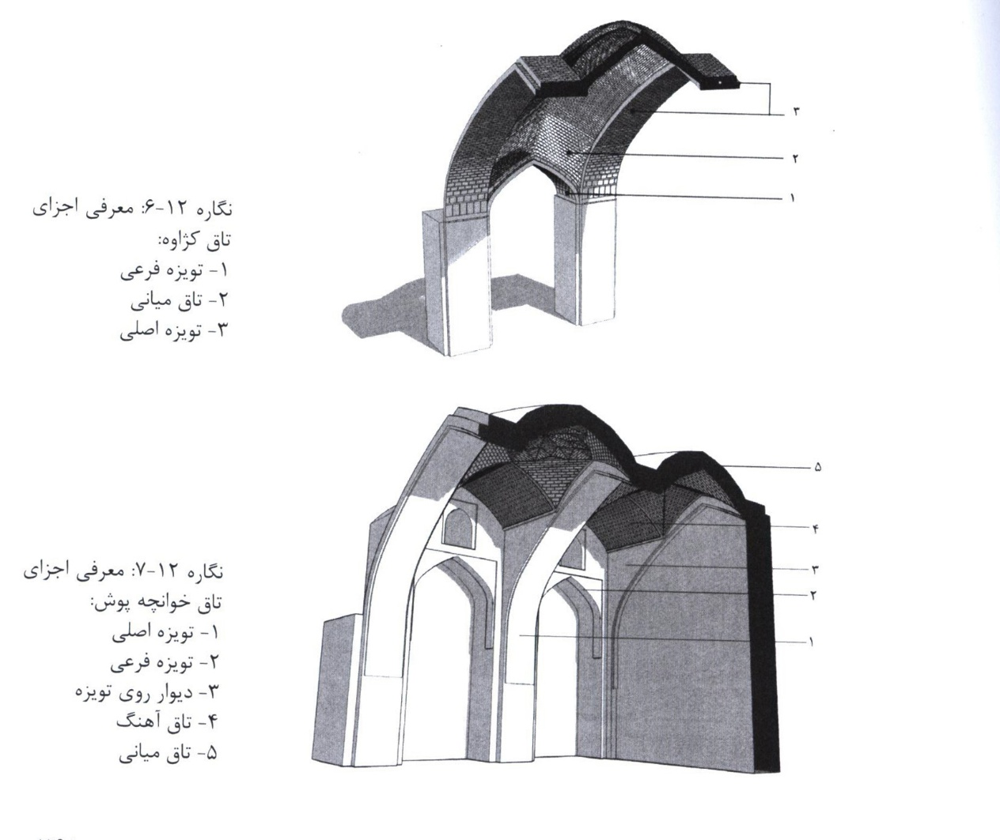 ۳
۲
۱
نگاره ۱۲-۶: معرفی اجزای
تاق کژاوه:
۱- تویزه فرعی
۲- تاق میانی
۳- تویزه اصلی
۵
۴
۳
۲
۱
نگاره ۱۲-۷: معرفی اجزای
تاق خوانچه پوش:
۱- تویزه اصلی
۲- تویزه فرعی
۳- دیوار روی تویزه
۴- تاق آهنگ
۵- تاق میانی